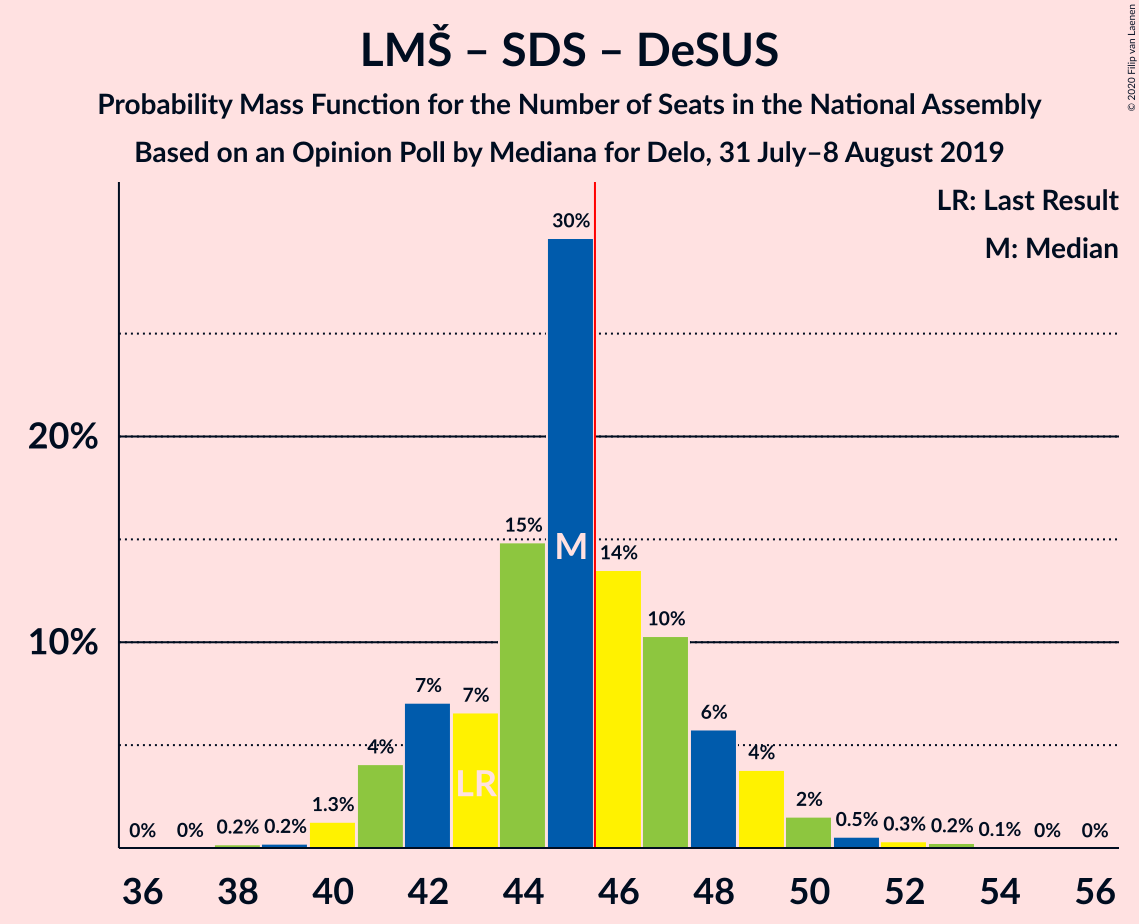 LMŠ – SDS – DeSUS
Probability Mass Function for the Number of Seats in the National Assembly
Based on an Opinion Poll by Mediana for Delo, 31 July–8 August 2019
© 2020 Filip van Laenen
LR: Last Result
M: Median
20%
10%
0% 0% 0.2% 0.2% 1.3% 4% 7% 7% 15% 30% 14% 10% 6% 4% 2% 0.5% 0.3% 0.2% 0.1% 0% 0%
LR
M
36 38 40 42 44 46 48 50 52 54 56